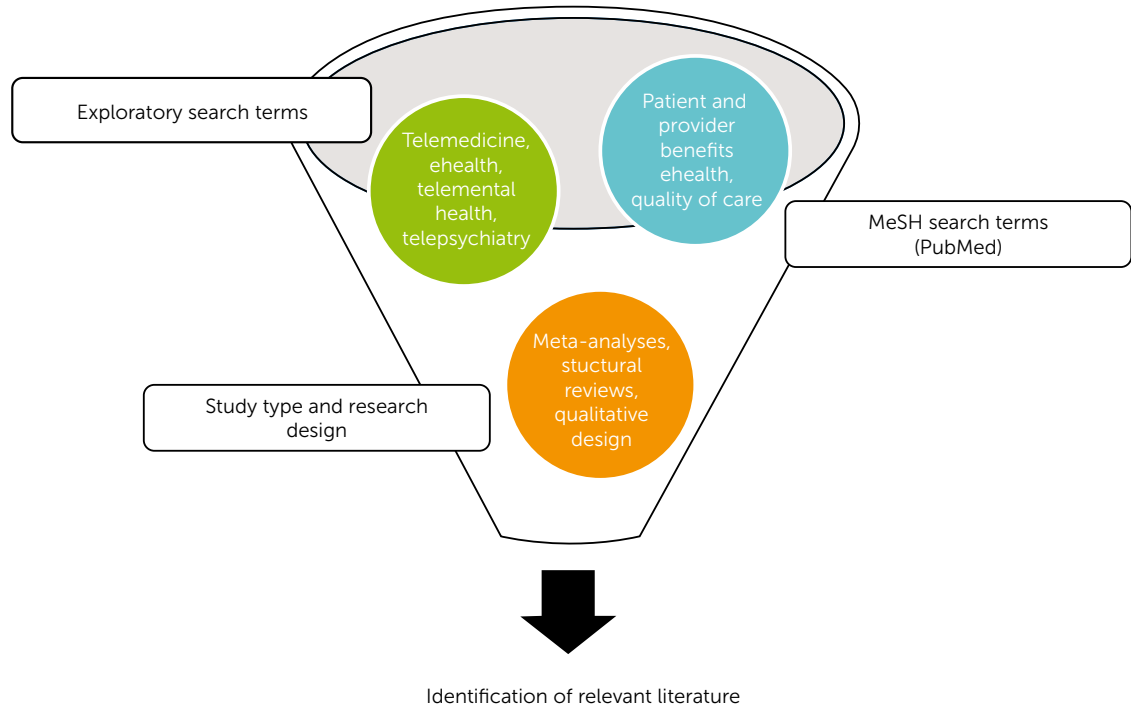 Exploratory search terms
Telemedicine,
ehealth,
telemental
health,
telepsychiatry
Patient and
provider
benefits
ehealth,
quality of care
MeSH search terms
(PubMed)
Meta-analyses,
stuctural
reviews,
qualitative
design
Study type and research
design
Identification of relevant literature